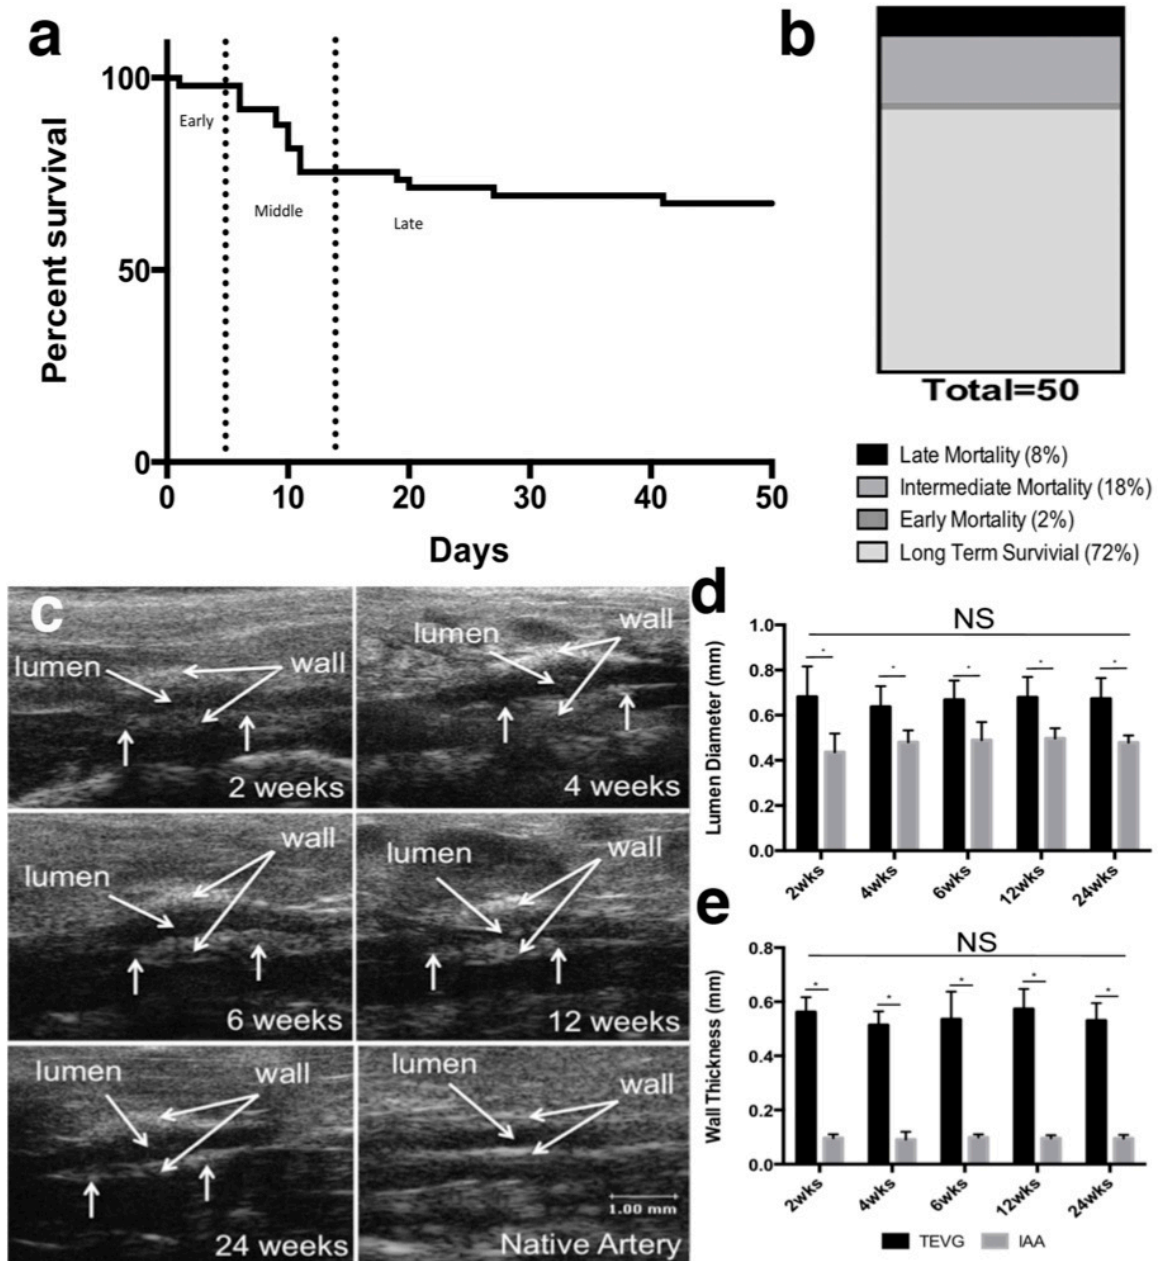 a
Percent survival
100
50
0
Early
Middle
Late
0 10 20 30 40 50
Days
b
Total=50
Late Mortality (8%)
Intermediate Mortality (18%)
Early Mortality (2%)
Long Term Survivial (72%)
c
lumen
wall
2 weeks
lumen
wall
4 weeks
lumen
wall
6 weeks
lumen
wall
12 weeks
lumen
wall
24 weeks
wall
lumen
1.00 mm
Native Artery
d
Lumen Diameter (mm)
1.0
0.8
0.6
0.4
0.2
0.0
NS
* * * * *
2wks 4wks 6wks 12wks 24wks
e
Wall Thickness (mm)
0.8
0.6
0.4
0.2
0.0
NS
* * * * *
2wks 4wks 6wks 12wks 24wks
TEVG IAA